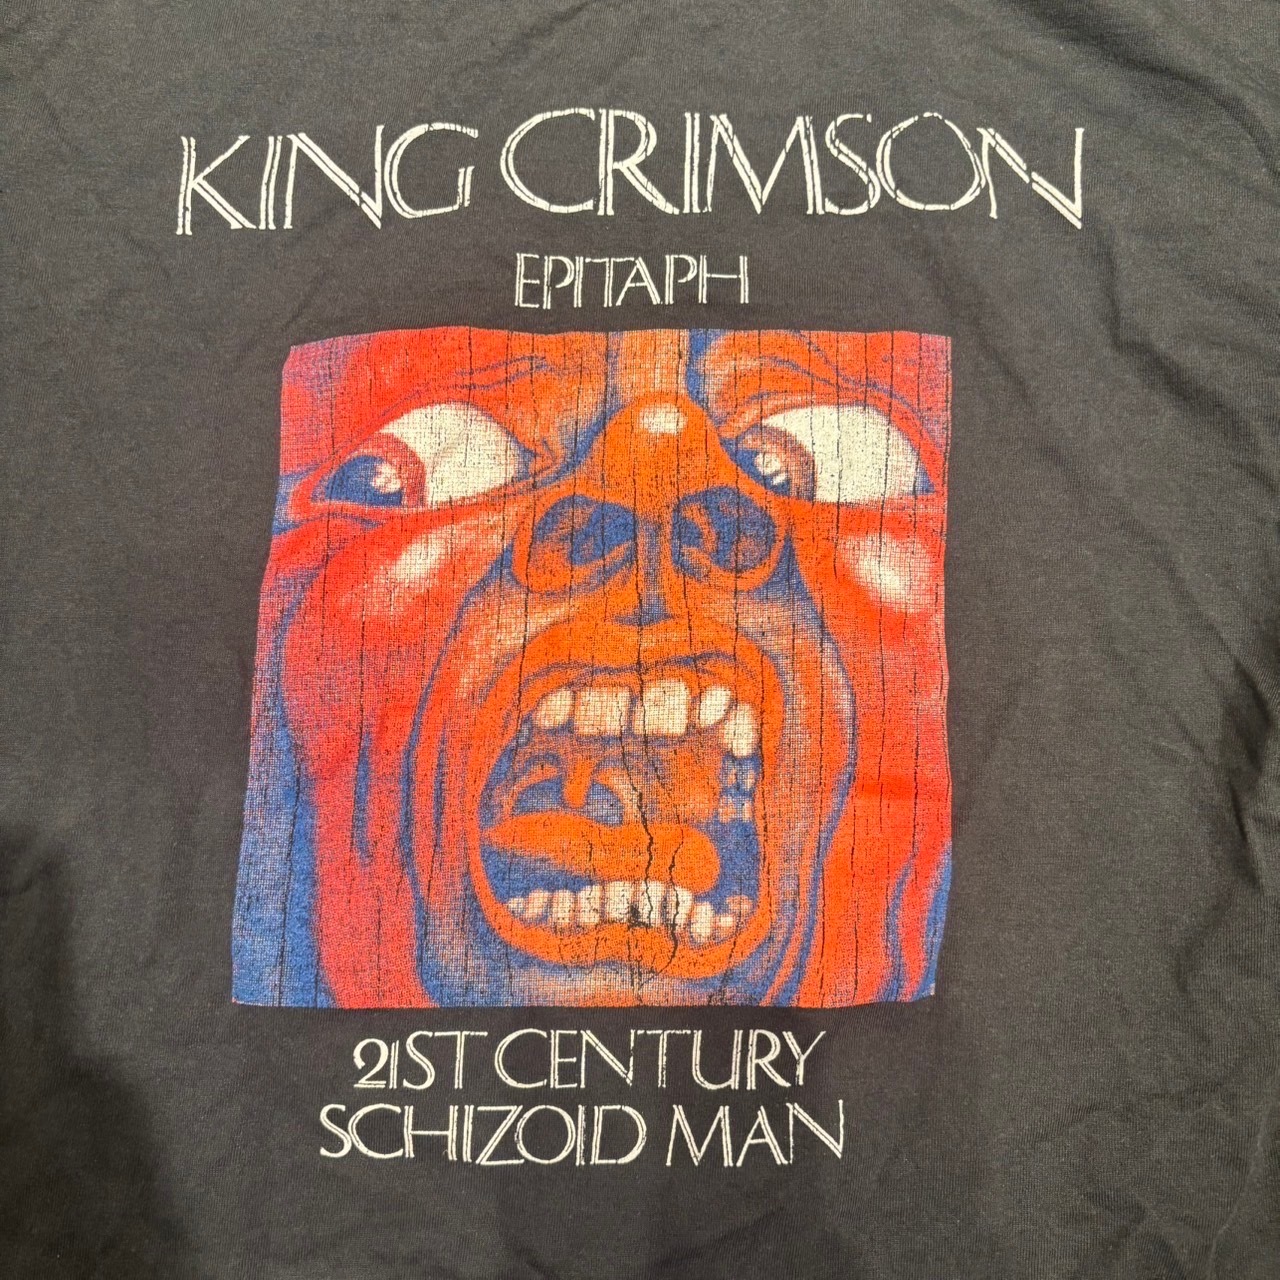 KING CRIMSON
EPITAPH
21ST CENTURY
SCHIZOID MAN